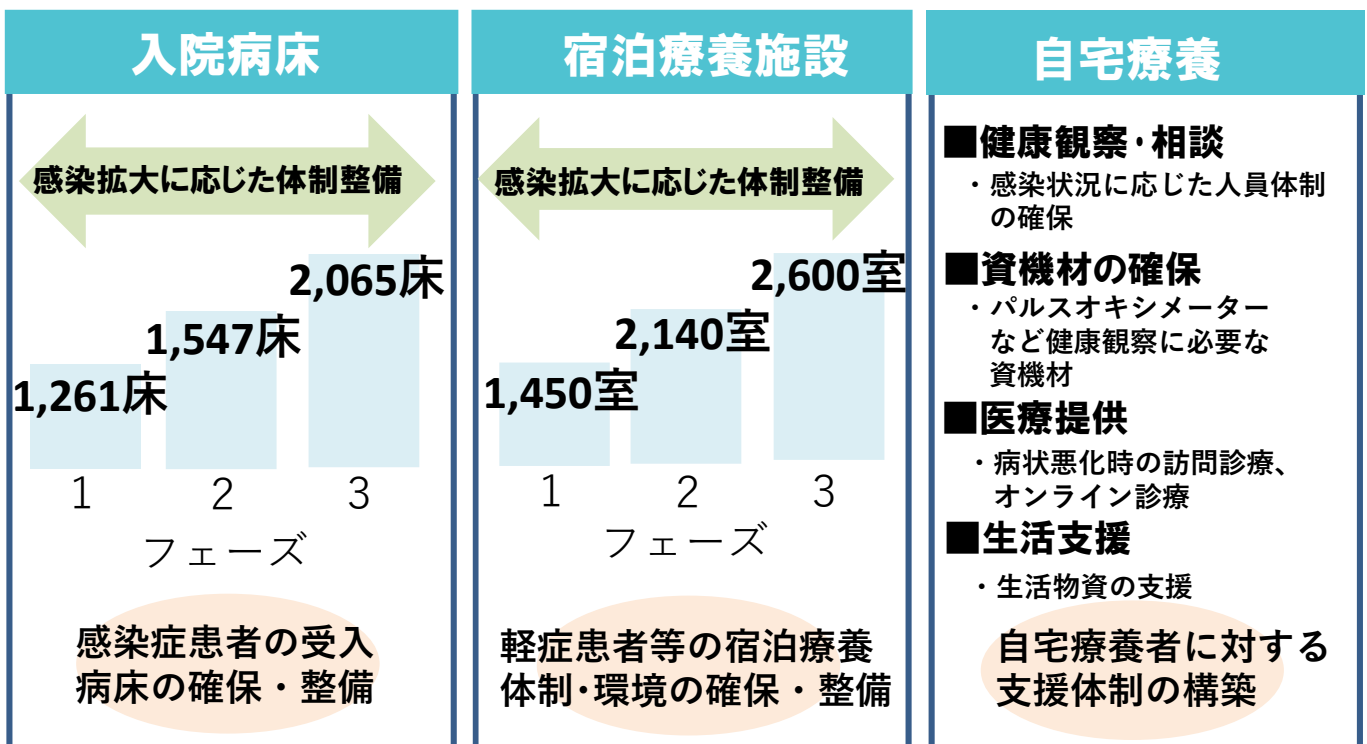 入院病床
感染拡大に応じた体制整備
2,065床
1,547床
1,261床
1 2 3
フェーズ
感染症患者の受入
病床の確保・整備
宿泊療養施設
感染拡大に応じた体制整備
2,600室
2,140室
1,450室
1 2 3
フェーズ
軽症患者等の宿泊療養
体制・環境の確保・整備
自宅療養
■健康観察・相談
・感染状況に応じた人員体制
の確保
■資機材の確保
・パルスオキシメーター
など健康観察に必要な
資機材
■医療提供
・病状悪化時の訪問診療、
オンライン診療
■生活支援
・生活物資の支援
自宅療養者に対する
支援体制の構築